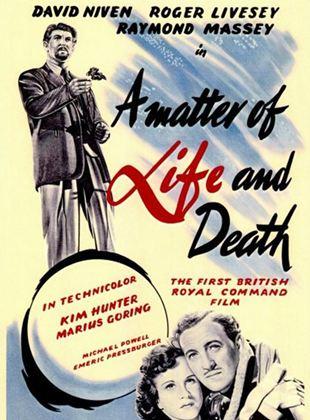 DAVID NIVEN ROGER LIVESEY
RAYMOND MASSEY
in
A matter of
Life and
Death
IN TECHNICOLOR
KIM HUNTER
MARIUS GORING
MICHAEL POWELL
EMERIC PRESSBURGER
THE FIRST BRITISH
ROYAL COMMAND
FILM